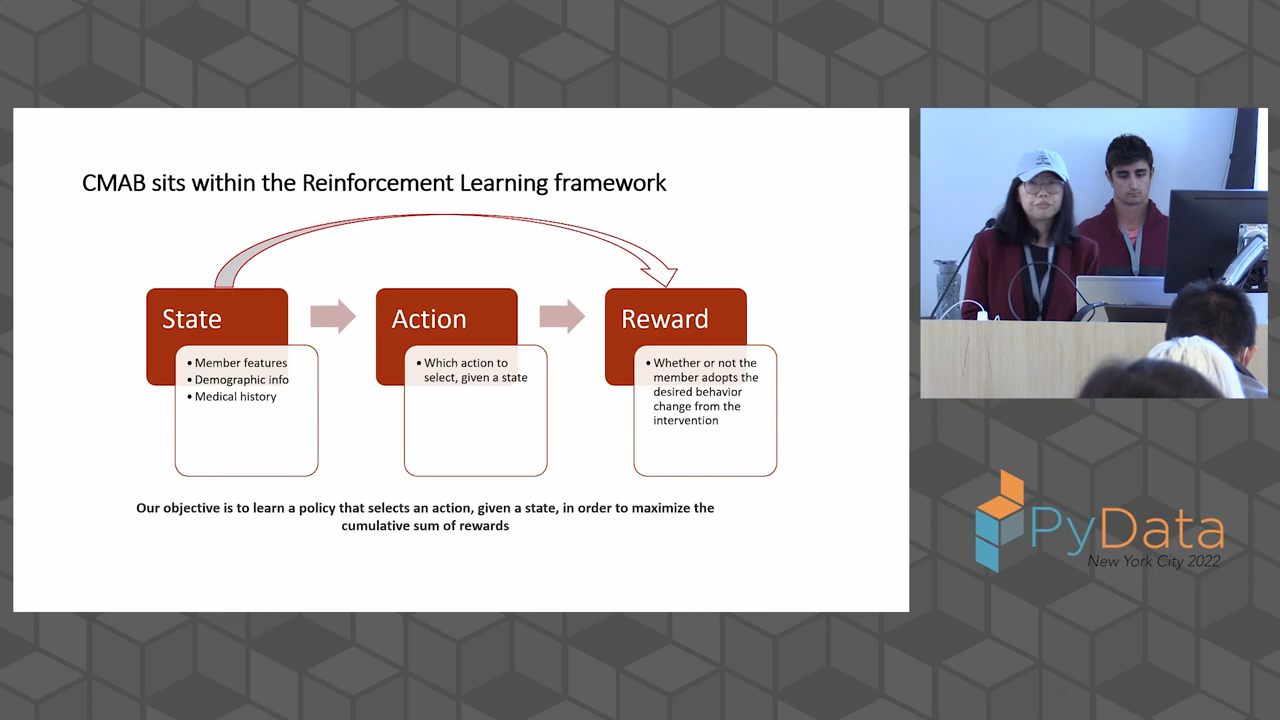 CMAB sits within the Reinforcement Learning framework
State
• Member features
• Demographic info
• Medical history
Action
• Which action to
select, given a state
Reward
• Whether or not the
member adopts the
desired behavior
change from the
intervention
Our objective is to learn a policy that selects an action, given a state, in order to maximize the
cumulative sum of rewards
PyData
New York City 2022